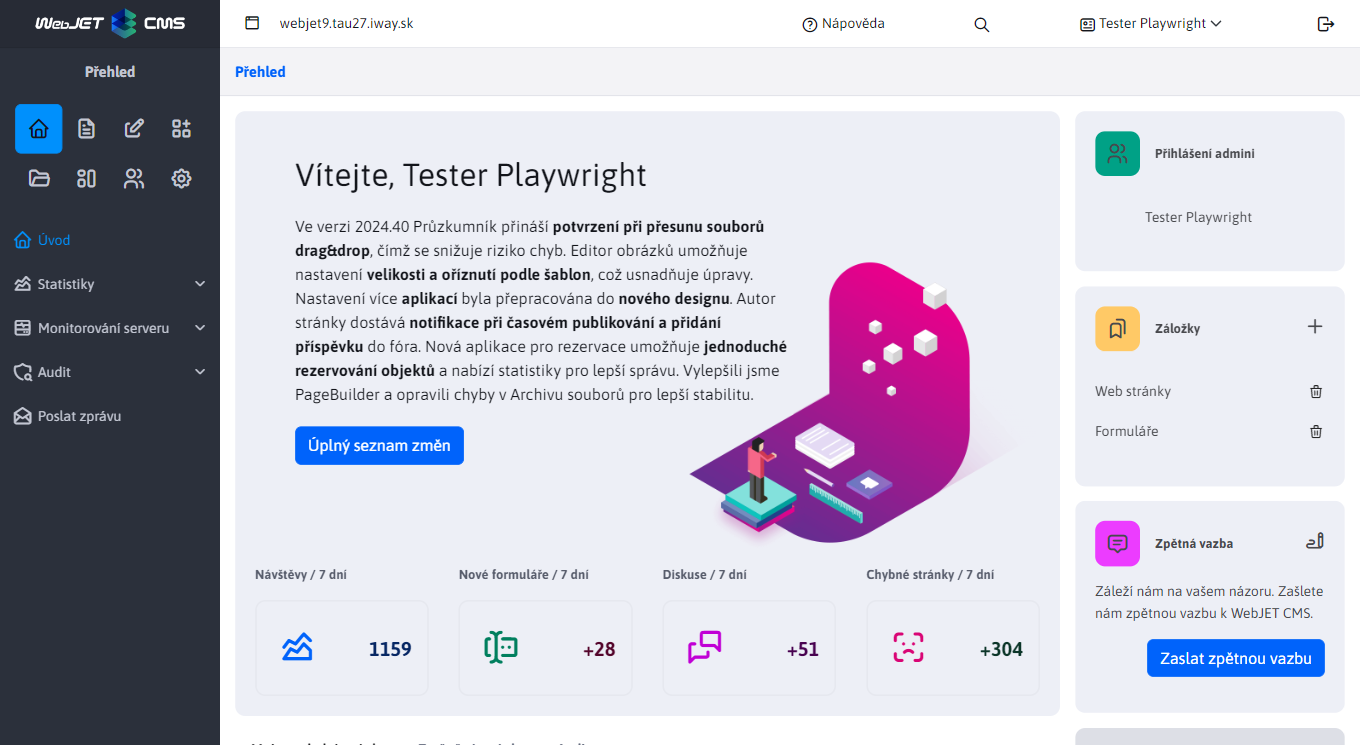 WebJET CMS
webjet9.tau27.iway.sk
Nápověda
Tester Playwright
Přehled
Přehled
Úvod
Statistiky
Monitorování serveru
Audit
Poslat zprávu
Vítejte, Tester Playwright
Ve verzi 2024.40 Průzkumník přináší potvrzení při přesunu souborů
drag&drop, čímž se snižuje riziko chyb. Editor obrázků umožňuje
nastavení velikosti a oříznutí podle šablon, což usnadňuje úpravy.
Nastavení více aplikací byla přepracována do nového designu. Autor
stránky dostává notifikace při časovém publikování a přidání
příspěvku do fóra. Nová aplikace pro rezervace umožňuje jednoduché
rezervování objektů a nabízí statistiky pro lepší správu. Vylepšili jsme
PageBuilder a opravili chyby v Archivu souborů pro lepší stabilitu.
Úplný seznam změn
Návštěvy / 7 dní
1159
Nové formuláře / 7 dní
+28
Diskuse / 7 dní
+51
Chybné stránky / 7 dní
+304
Přihlášení admini
Tester Playwright
Záložky
Web stránky
Formuláře
Zpětná vazba
Záleží nám na vašem názoru. Zašlete
nám zpětnou vazbu k WebJET CMS.
Zaslat zpětnou vazbu